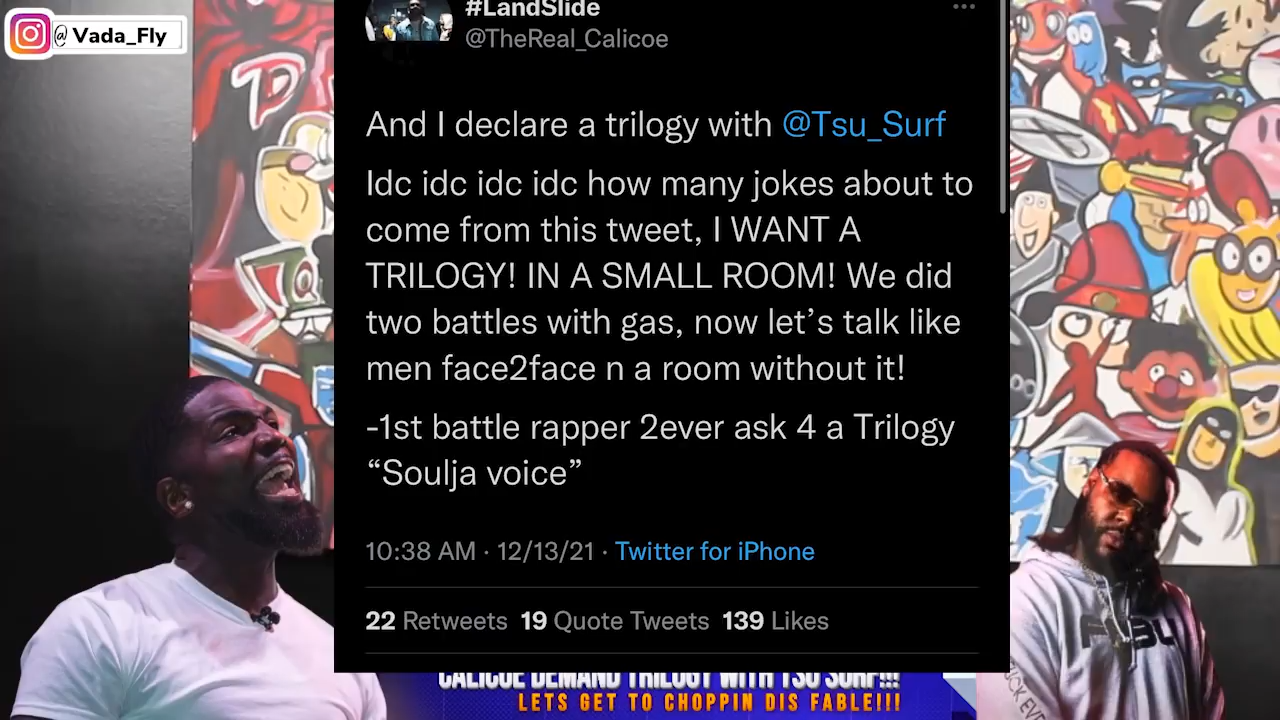 @ Vada_Fly
#LandSlide
@TheReal_Calicoe
And I declare a trilogy with @Tsu_Surf
Idc idc idc idc how many jokes about to
come from this tweet, I WANT A
TRILOGY! IN A SMALL ROOM! We did
two battles with gas, now let’s talk like
men face2face n a room without it!
-1st battle rapper 2ever ask 4 a Trilogy
“Soulja voice”
10:38 AM · 12/13/21 · Twitter for iPhone
22 Retweets 19 Quote Tweets 139 Likes
CALICOE DEMAND TRILOGY WITH TSU SURF!!!
LETS GET TO CHOPPIN DIS FABLE!!!